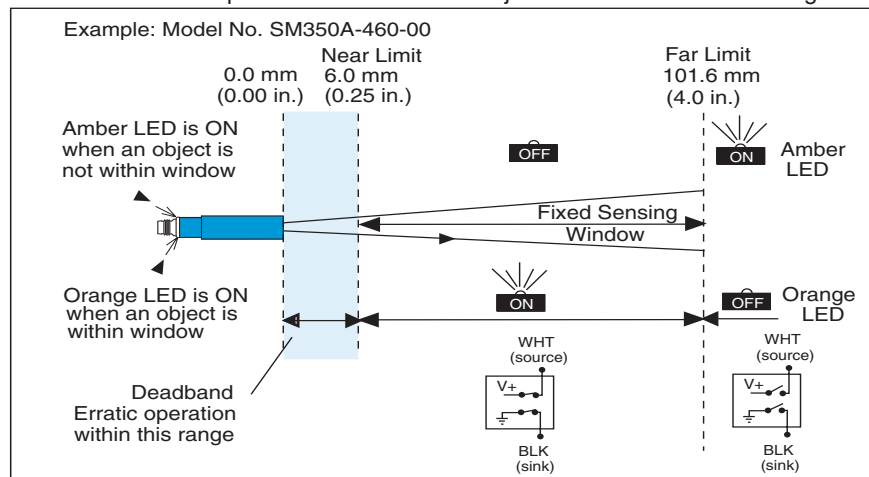 Example: Model No. SM350A-460-00
0.0 mm
(0.00 in.)
Near Limit
6.0 mm
(0.25 in.)
Far Limit
101.6 mm
(4.0 in.)
Amber LED is ON
when an object is
not within window
OFF
ON
Amber
LED
Fixed Sensing
Window
Orange LED is ON
when an object is
within window
ON
OFF
Orange
LED
Deadband
Erratic operation
within this range
WHT
(source)
V+
BLK
(sink)
WHT
(source)
V+
BLK
(sink)